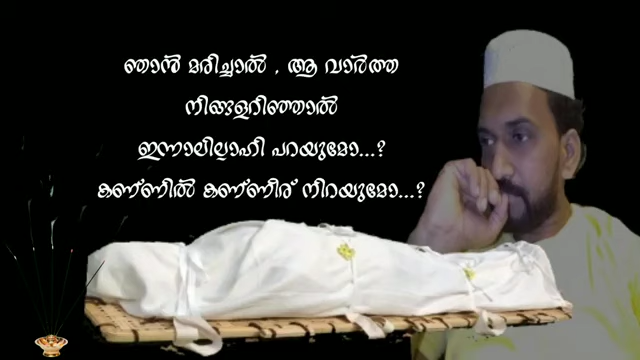 ഞാൻ മരിച്ചാൽ , ആ വാർത്ത
നിങ്ങളറിഞ്ഞാൽ
ഇന്നാലില്ലാഹി പറയുമോ...?
കണ്ണിൽ കണ്ണീര് നിറയുമോ...?